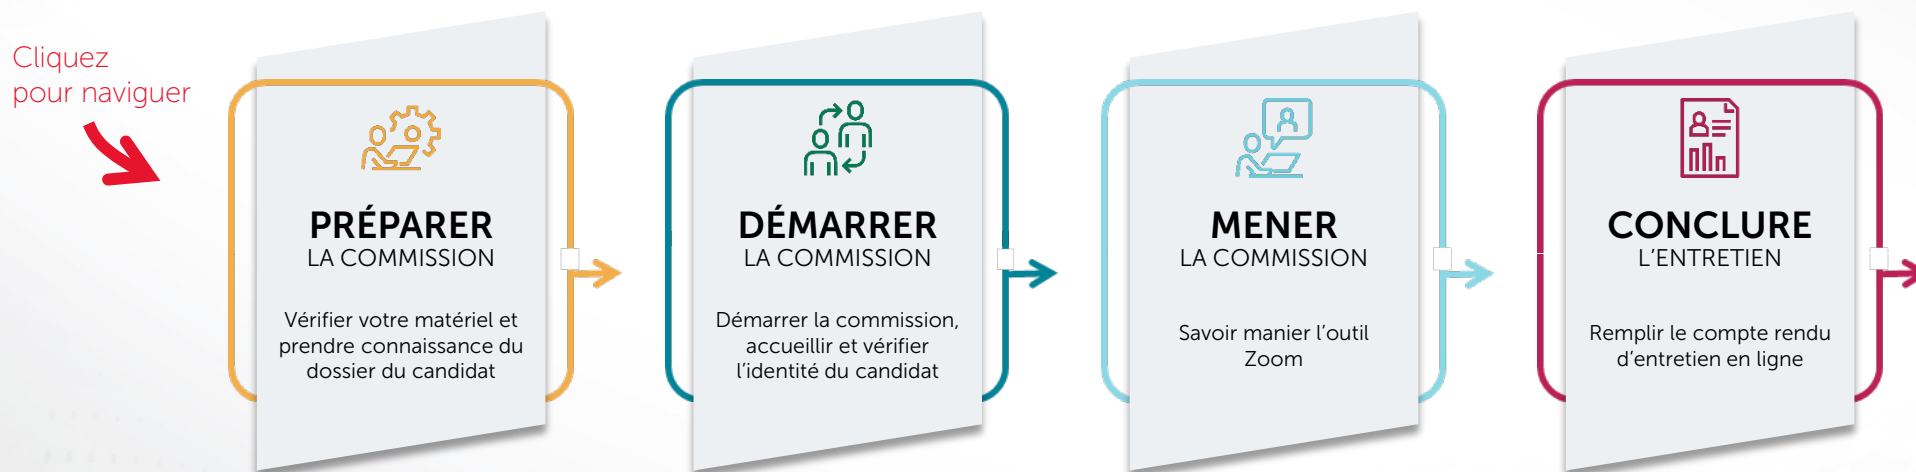 Cliquez
pour naviguer
PRÉPARER
LA COMMISSION
Vérifier votre matériel et
prendre connaissance du
dossier du candidat
DÉMARRER
LA COMMISSION
Démarrer la commission,
accueillir et vérifier
l’identité du candidat
MENER
LA COMMISSION
Savoir manier l’outil
Zoom
CONCLURE
L’ENTRETIEN
Remplir le compte rendu
d’entretien en ligne